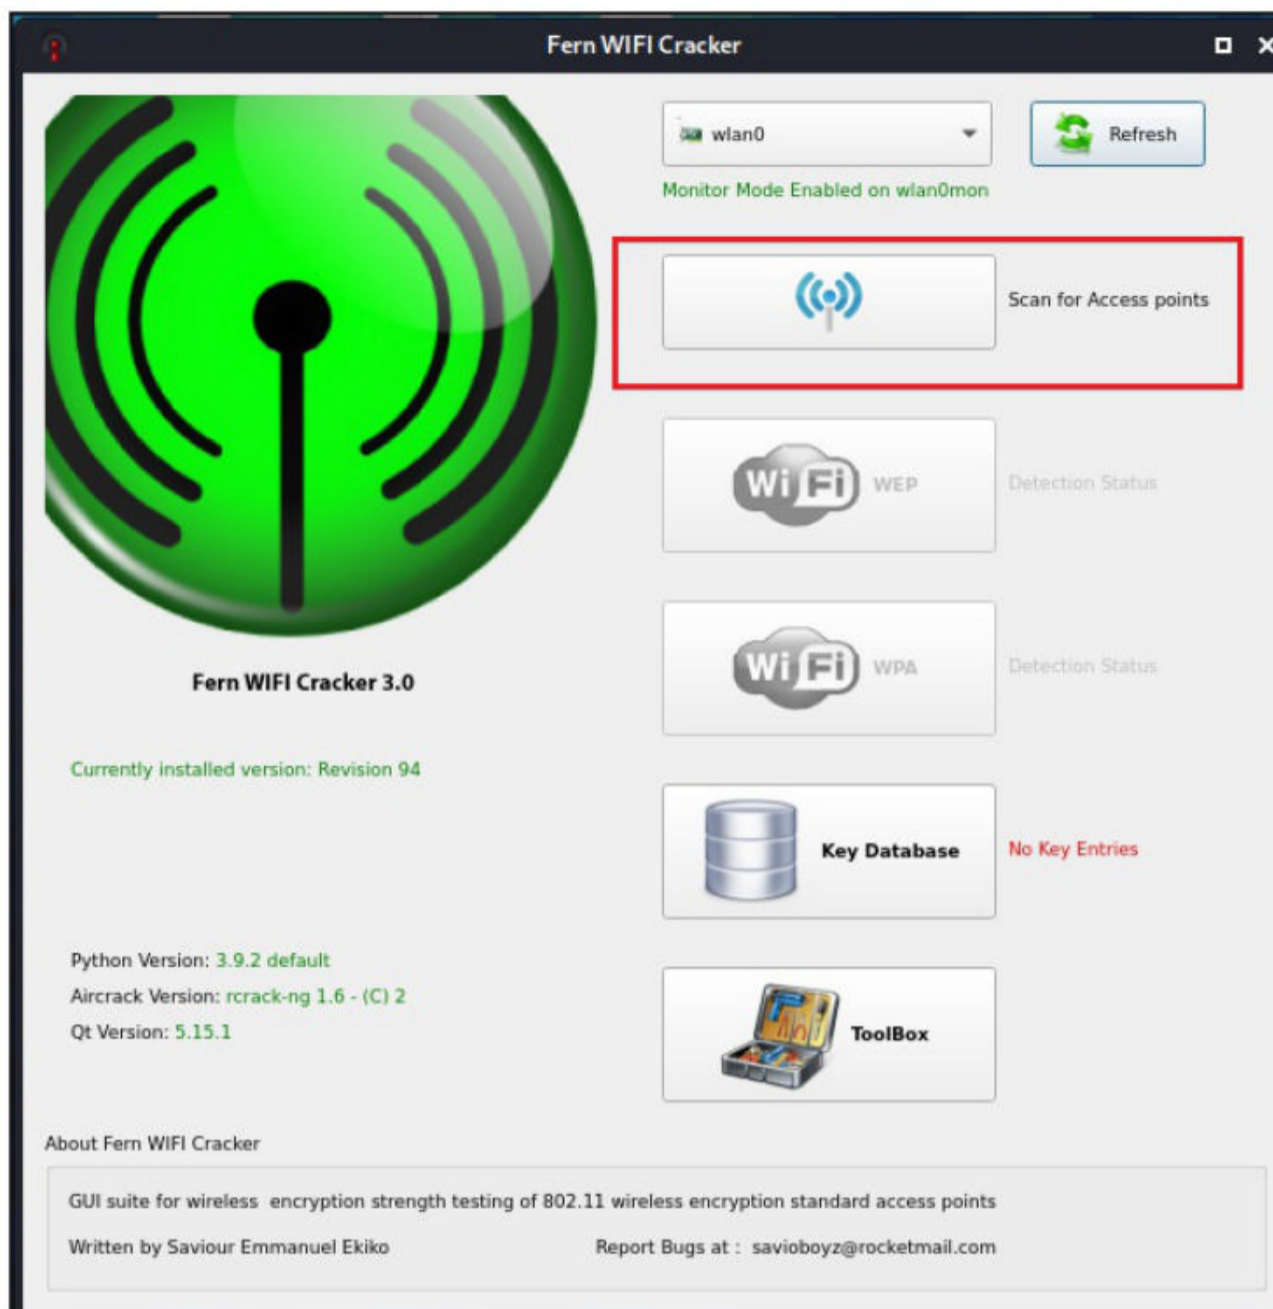 Fern WIFI Cracker
wlan0
Refresh
Monitor Mode Enabled on wlan0mon
Scan for Access points
WiFi WEP
Detection Status
WiFi WPA
Detection Status
Fern WIFI Cracker 3.0
Currently installed version: Revision 94
Key Database
No Key Entries
Python Version: 3.9.2 default
Aircrack Version: rcrack-ng 1.6 - (C) 2
Qt Version: 5.15.1
ToolBox
About Fern WIFI Cracker
GUI suite for wireless encryption strength testing of 802.11 wireless encryption standard access points
Written by Saviour Emmanuel Ekiko
Report Bugs at : savioboyz@rocketmail.com